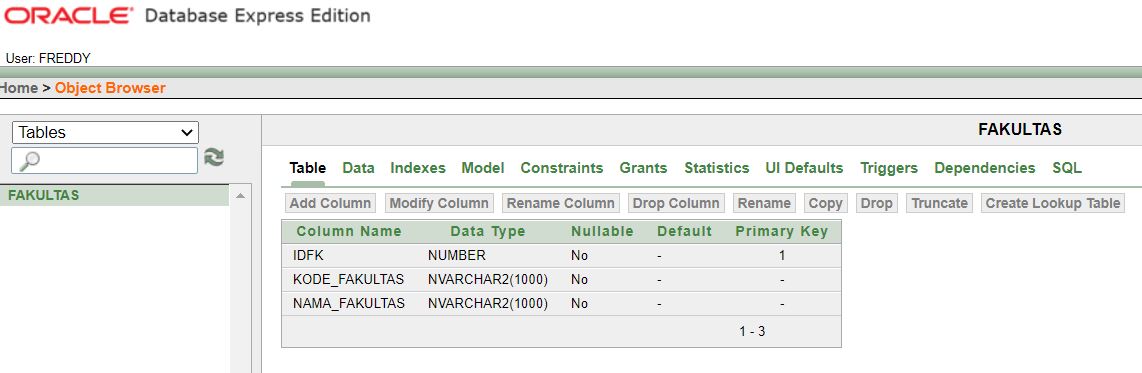 ORACLE® Database Express Edition
User: FREDDY
Home > Object Browser
Tables
FAKULTAS
FAKULTAS
Table Data Indexes Model Constraints Grants Statistics UI Defaults Triggers Dependencies SQL
Add Column Modify Column Rename Column Drop Column Rename Copy Drop Truncate Create Lookup Table
Column Name Data Type Nullable Default Primary Key
IDFK NUMBER No - 1
KODE_FAKULTAS NVARCHAR2(1000) No - -
NAMA_FAKULTAS NVARCHAR2(1000) No - -
1 - 3